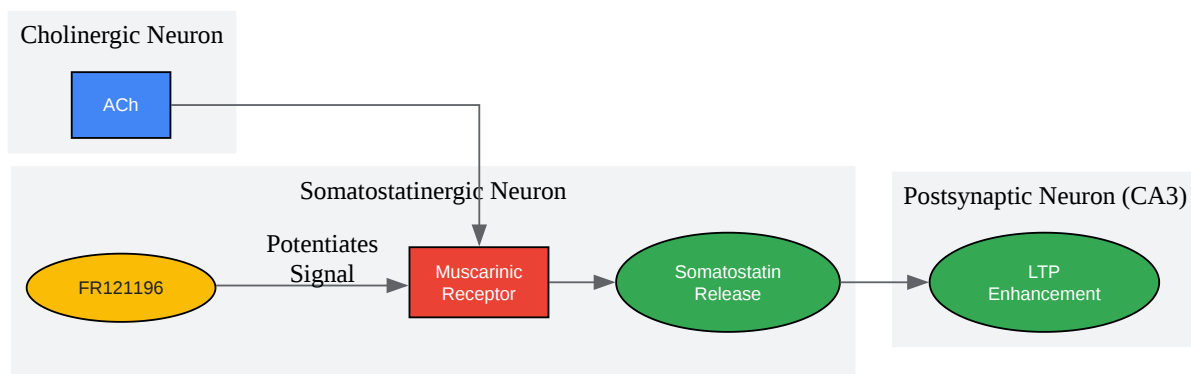 Cholinergic Neuron
ACh
Somatostatinergic Neuron
Postsynaptic Neuron (CA3)
Potentiates
Signal
FR121196
Muscarinic
Receptor
Somatostatin
Release
LTP
Enhancement